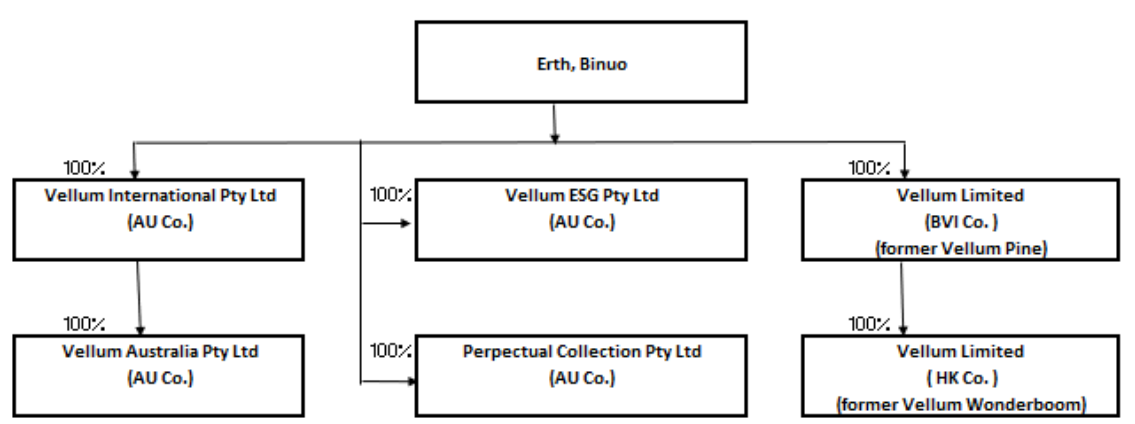 Erth, Binuo
100%
Vellum International Pty Ltd
(AU Co.)
100%
Vellum ESG Pty Ltd
(AU Co.)
100%
Vellum Limited
(BVI Co. )
(former Vellum Pine)
100%
Vellum Australia Pty Ltd
(AU Co.)
100%
Perpectual Collection Pty Ltd
(AU Co.)
100%
Vellum Limited
( HK Co. )
(former Vellum Wonderboom)